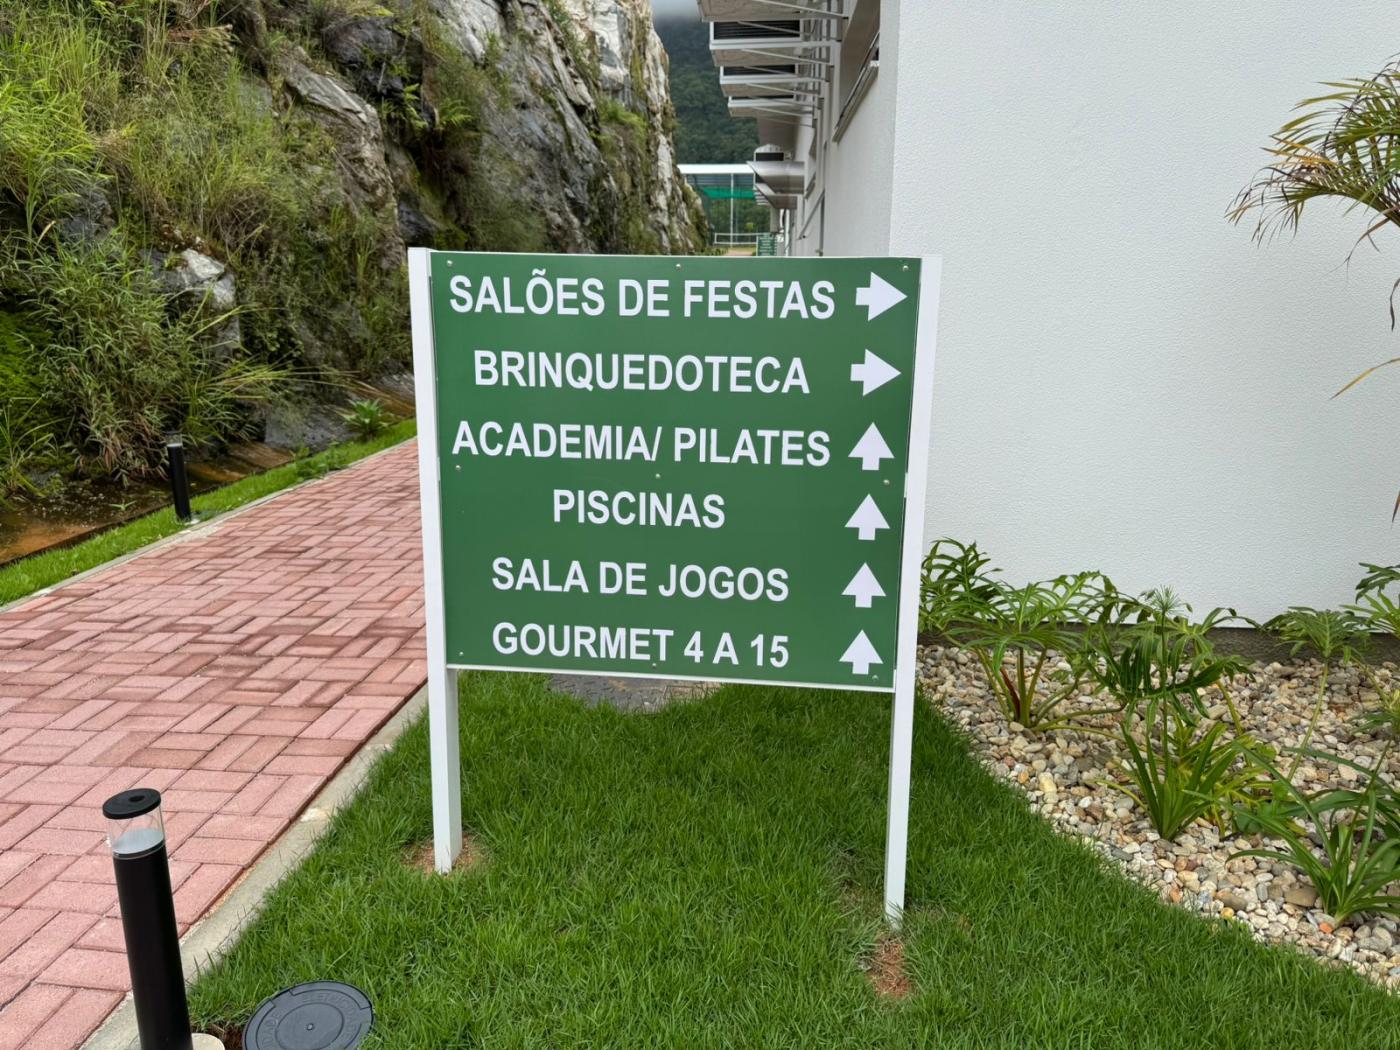 SALÕES DE FESTAS
BRINQUEDOTECA
ACADEMIA/ PILATES
PISCINAS
SALA DE JOGOS
GOURMET 4 A 15